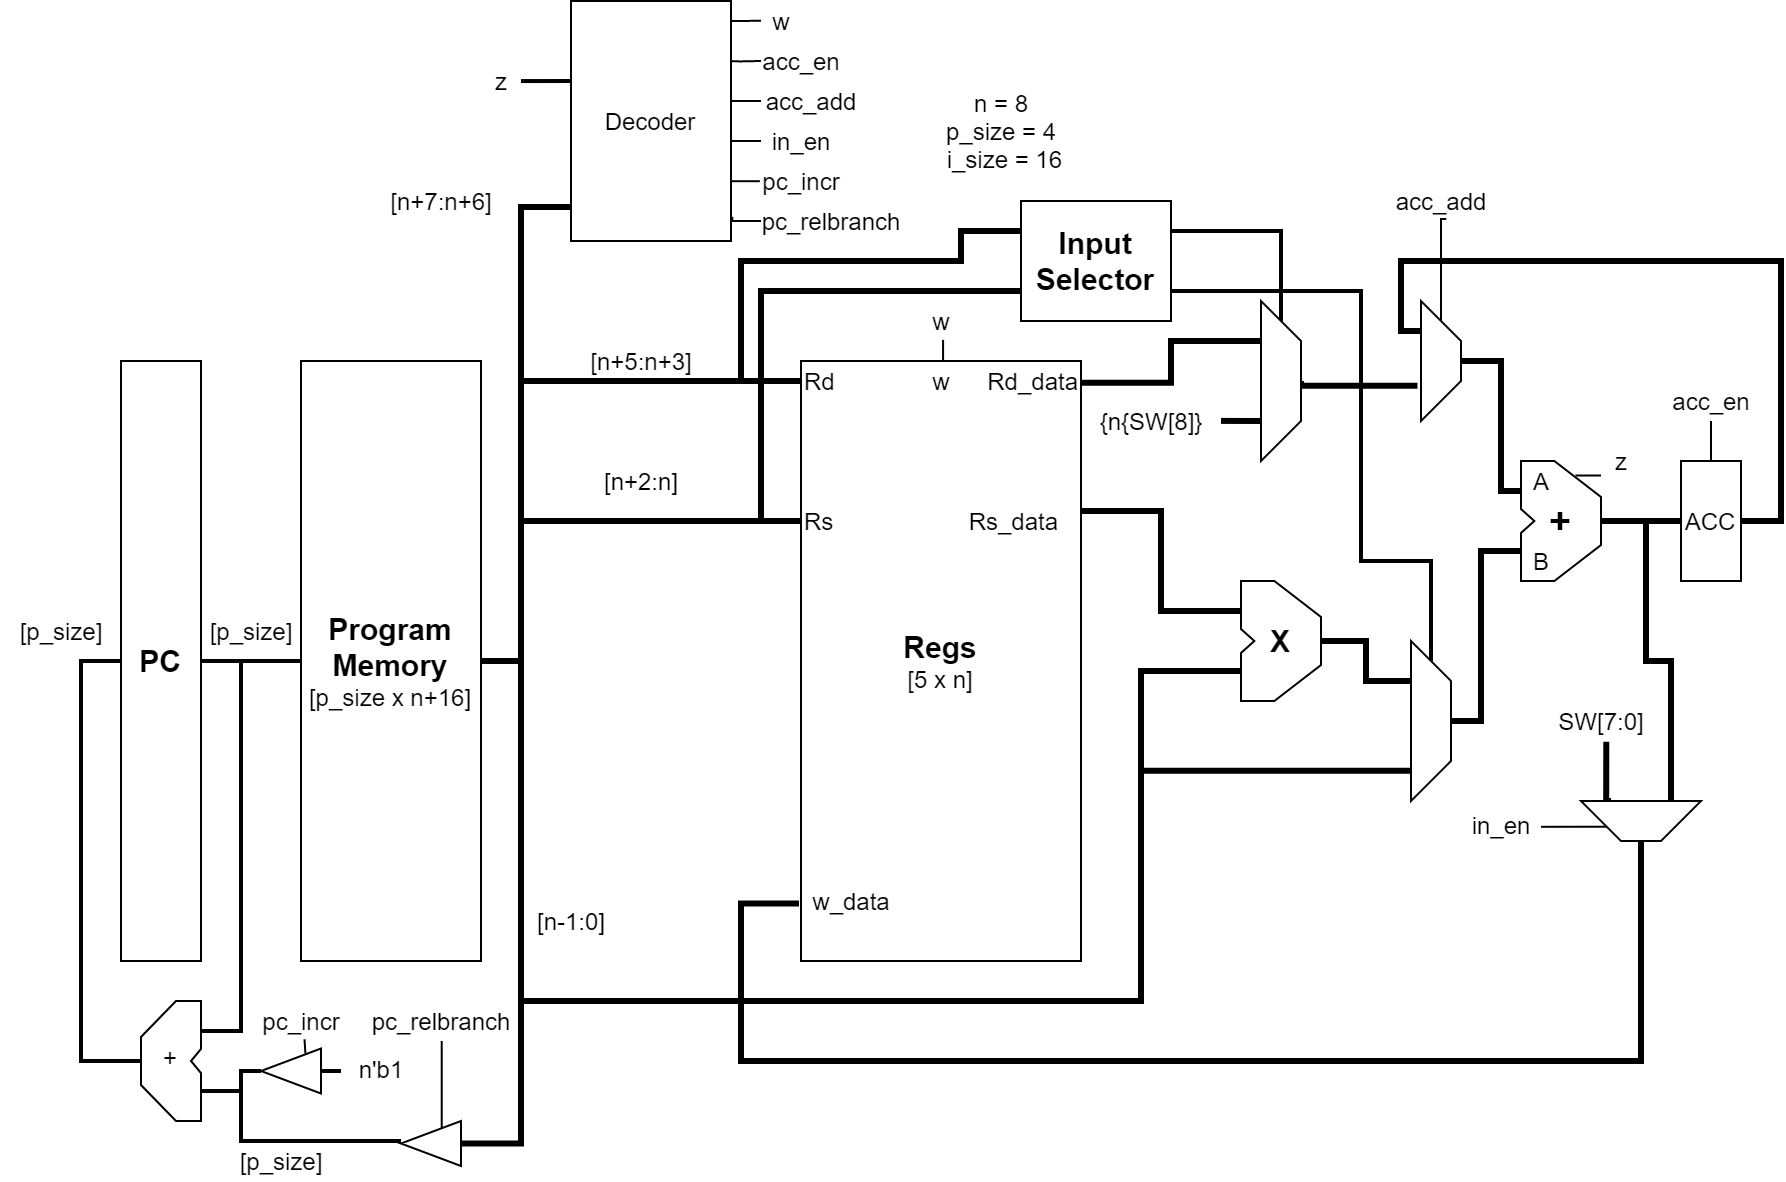 w
z
acc_en
Decoder
acc_add
n = 8
p_size = 4
i_size = 16
in_en
pc_incr
pc_relbranch
[n+7:n+6]
acc_add
Input
Selector
w
[n+5:n+3]
Rd
w
Rd_data
{n{SW[8]}
acc_en
z
A
+
B
ACC
[n+2:n]
Rs
Rs_data
[p_size]
PC
[p_size]
Program
Memory
[p_size x n+16]
Regs
[5 x n]
X
SW[7:0]
in_en
w_data
[n-1:0]
pc_incr
pc_relbranch
+
n'b1
[p_size]